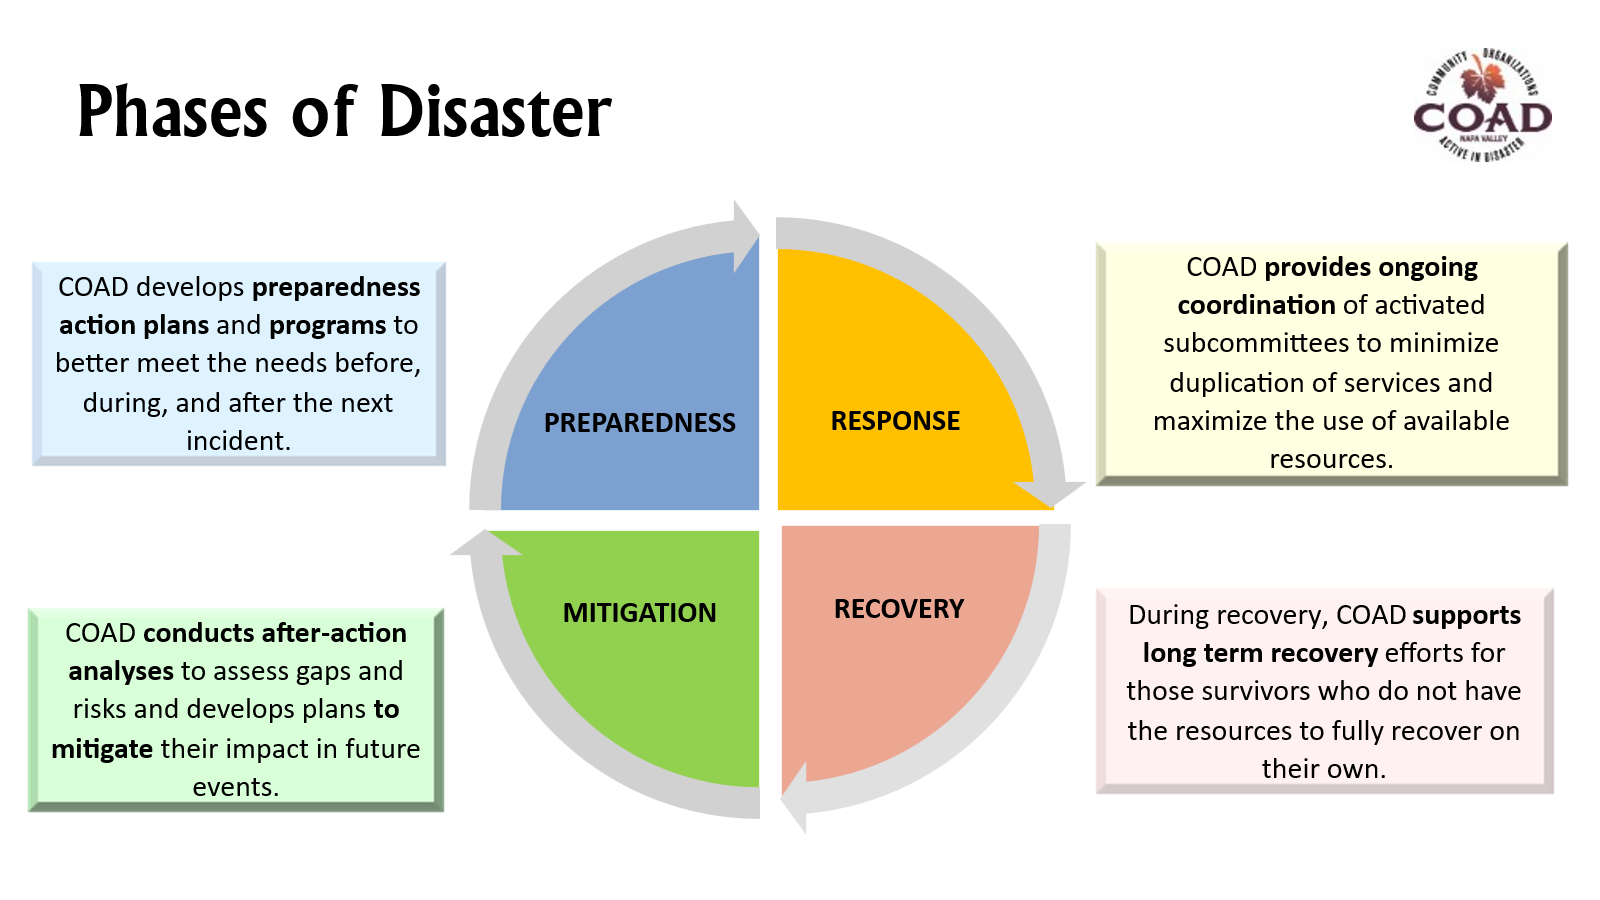 Phases of Disaster
COMMUNITY ORGANIZATIONS
COAD
NAPA VALLEY
ACTIVE IN DISASTER
COAD develops preparedness
action plans and programs to
better meet the needs before,
during, and after the next
incident.
PREPAREDNESS
RESPONSE
COAD provides ongoing
coordination of activated
subcommittees to minimize
duplication of services and
maximize the use of available
resources.
COAD conducts after-action
analyses to assess gaps and
risks and develops plans to
mitigate their impact in future
events.
MITIGATION
RECOVERY
During recovery, COAD supports
long term recovery efforts for
those survivors who do not have
the resources to fully recover on
their own.